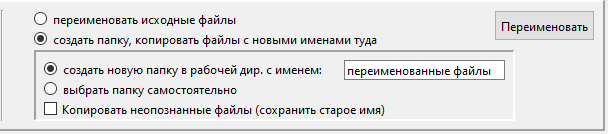 переименовать исходные файлы
Переименовать
создать папку, копировать файлы с новыми именами туда
создать новую папку в рабочей дир. с именем: переименованные файлы
выбрать папку самостоятельно
Копировать неопознанные файлы (сохранить старое имя)